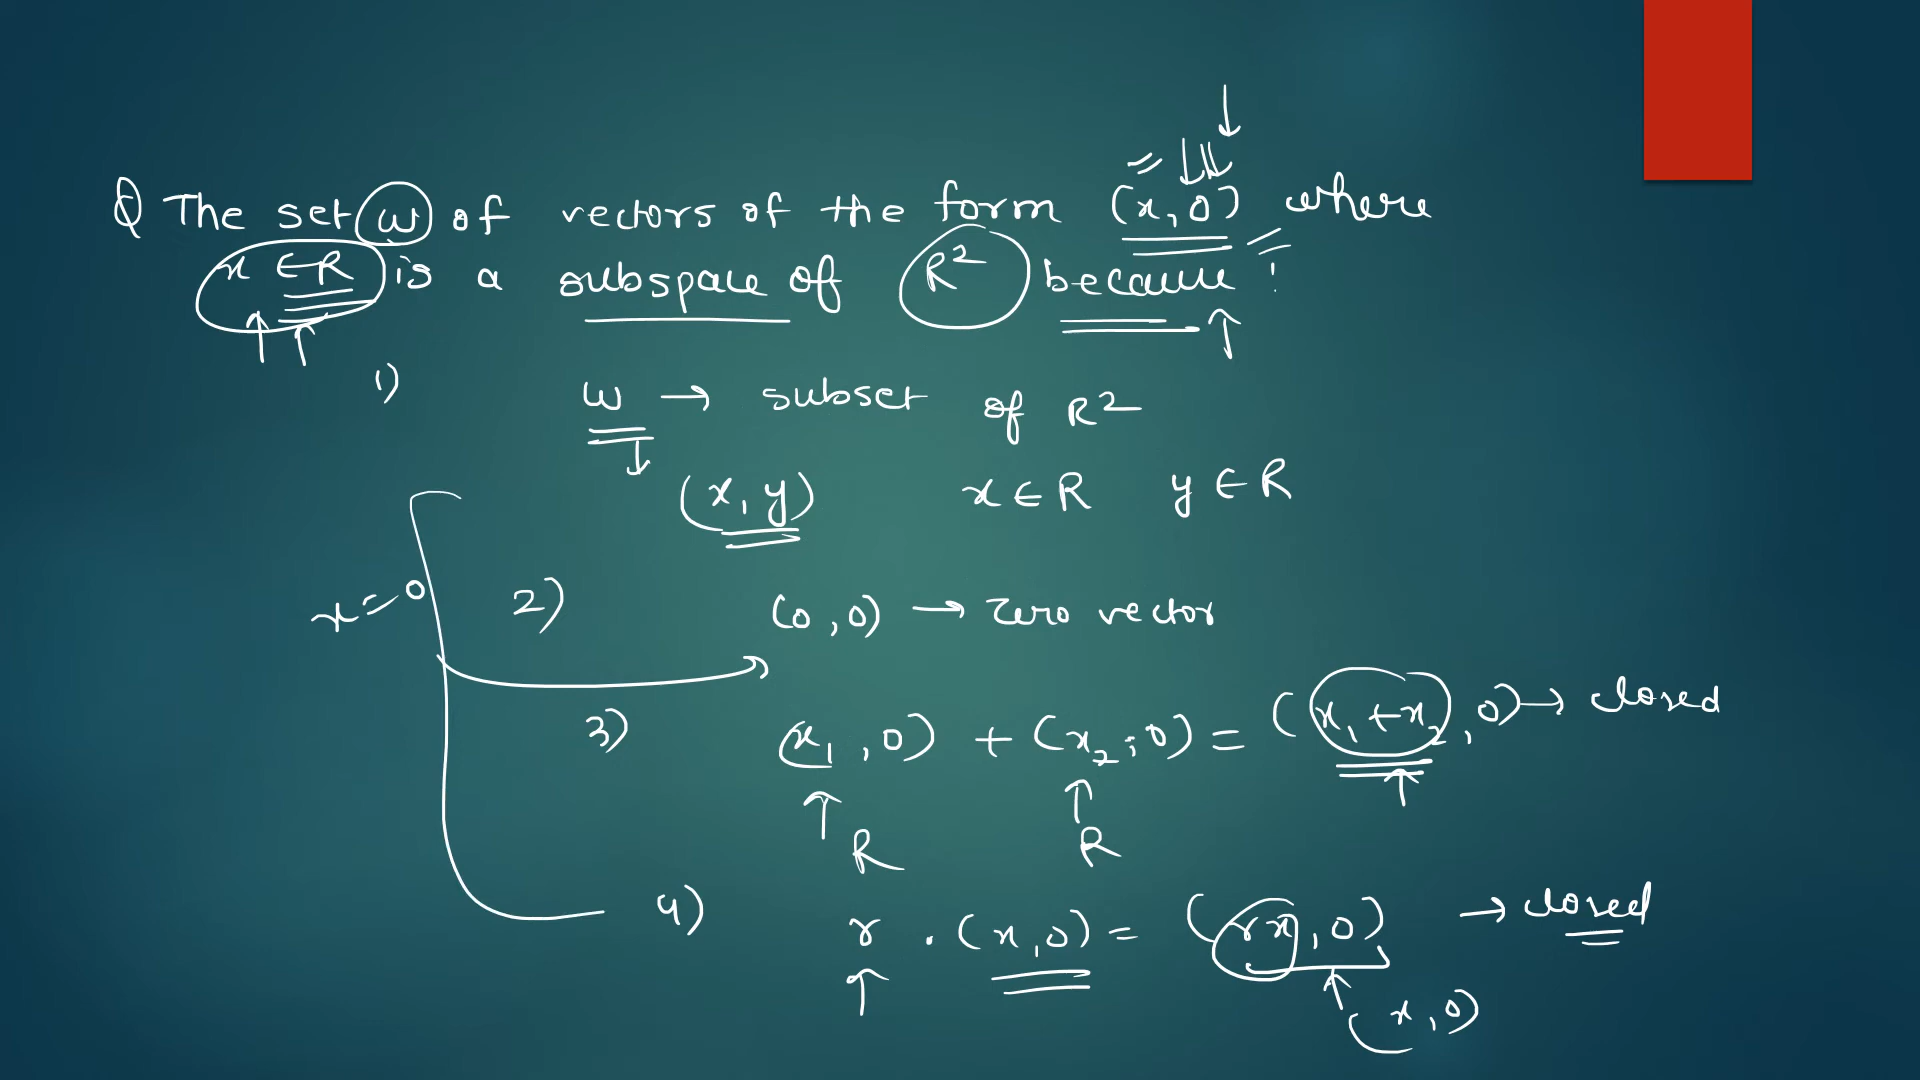 Q The set w of vectors of the form (x, 0) where
x ∈ R is a subspace of R² because :
1) w → subset of R²
(x, y) x ∈ R y ∈ R
x = 0
2) (0, 0) → zero vector
3) (x₁, 0) + (x₂, 0) = (x₁ + x₂, 0) → closed
R R
4) r . (x, 0) = (rx, 0) → closed
(x, 0)